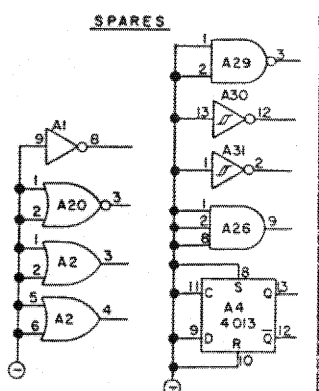 SPARES
1 2 A29 3
A30
13 12
A31
1 2
1 2 8 A26 9
8
11 C S Q 13
A4
4013
9 D R Q̅ 12
10
A1
9 8
1 2 A20 3
1 2 A2 3
5 6 A2 4